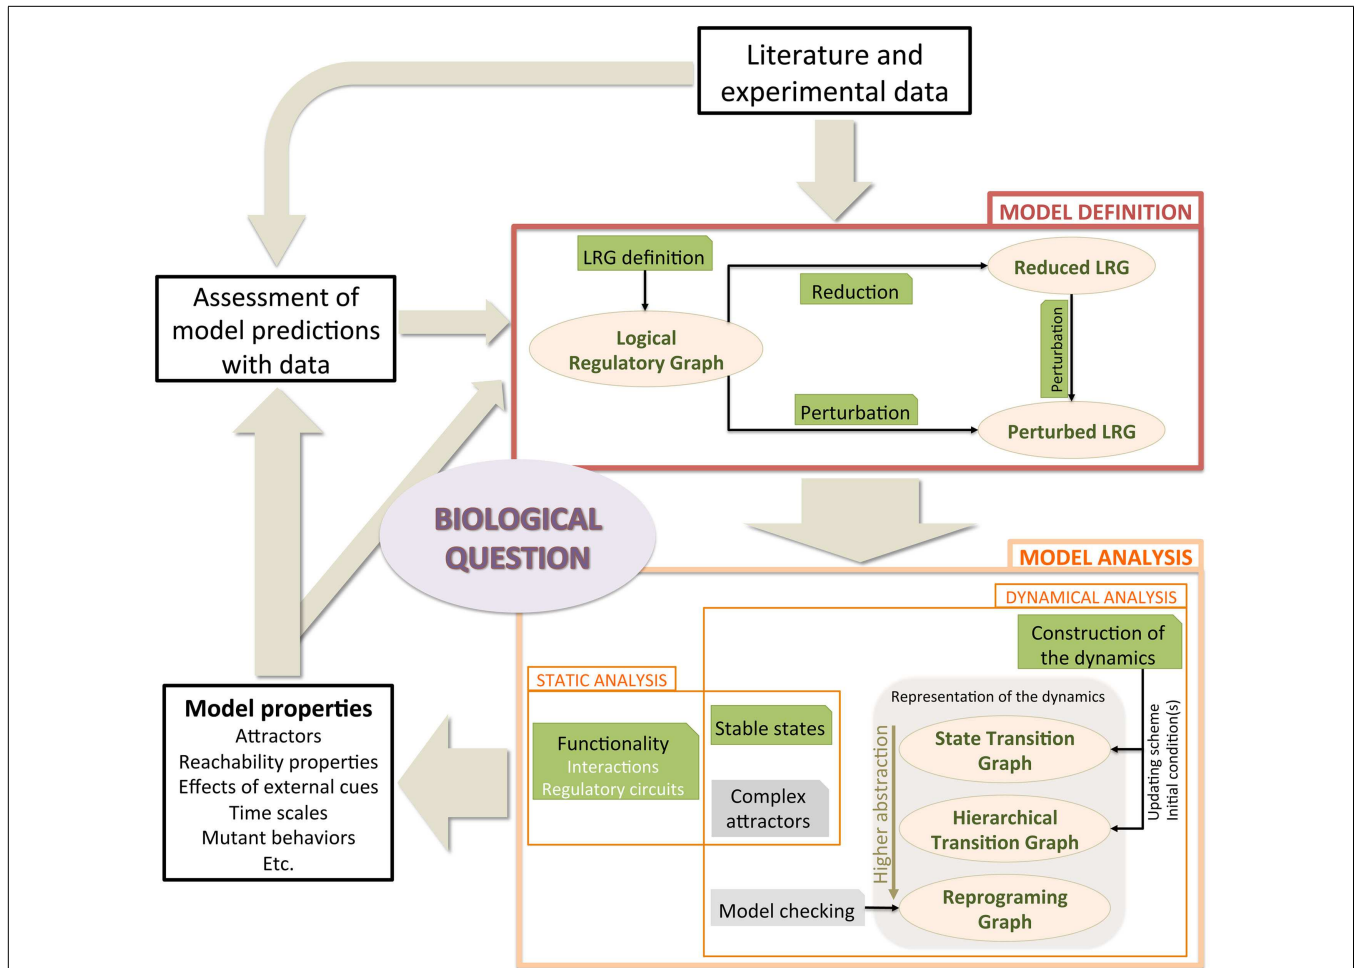 Literature and
experimental data
MODEL DEFINITION
LRG definition
Reduced LRG
Reduction
Logical
Regulatory Graph
Perturbation
Perturbation
Perturbed LRG
Assessment of
model predictions
with data
BIOLOGICAL
QUESTION
MODEL ANALYSIS
DYNAMICAL ANALYSIS
Construction of
the dynamics
STATIC ANALYSIS
Functionality
Interactions
Regulatory circuits
Stable states
Complex
attractors
Model checking
Representation of the dynamics
Higher abstraction
State Transition
Graph
Hierarchical
Transition Graph
Reprograming
Graph
Updating scheme
Initial condition(s)
Model properties
Attractors
Reachability properties
Effects of external cues
Time scales
Mutant behaviors
Etc.